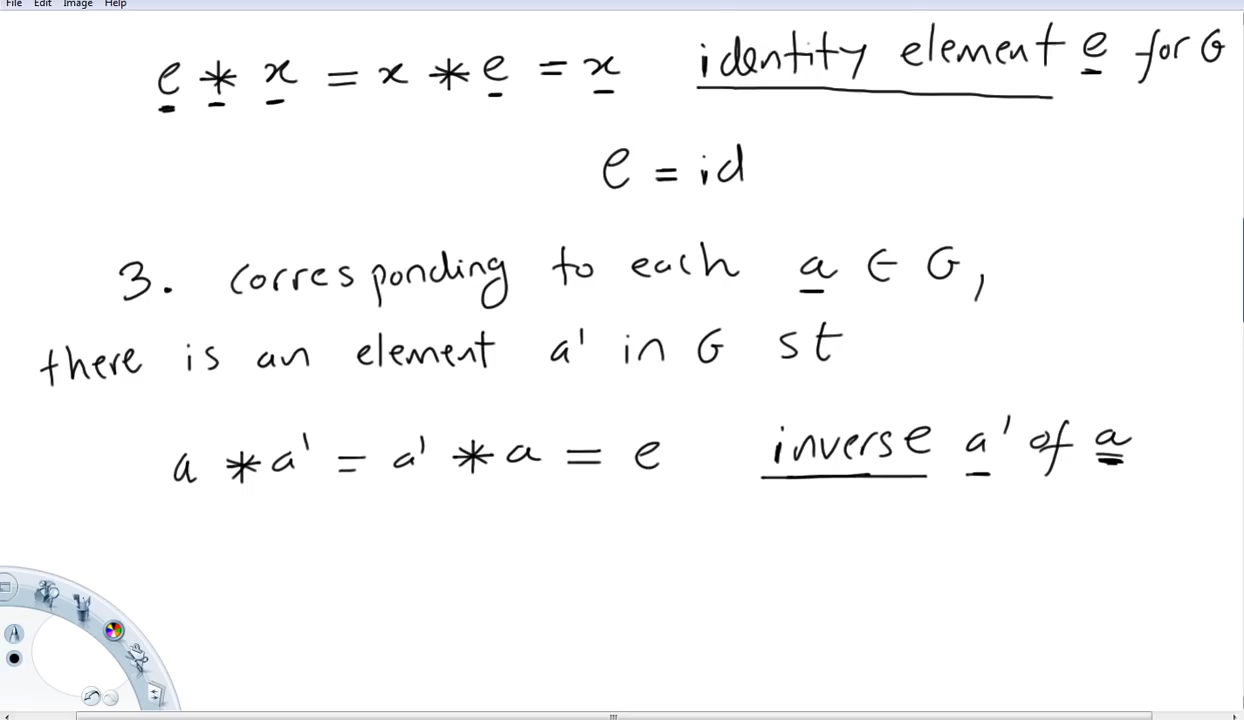 File Edit Image Help
e * x = x * e = x identity element e for G
e = id
3. corresponding to each a ∈ G,
there is an element a' in G st
a * a' = a' * a = e inverse a' of a